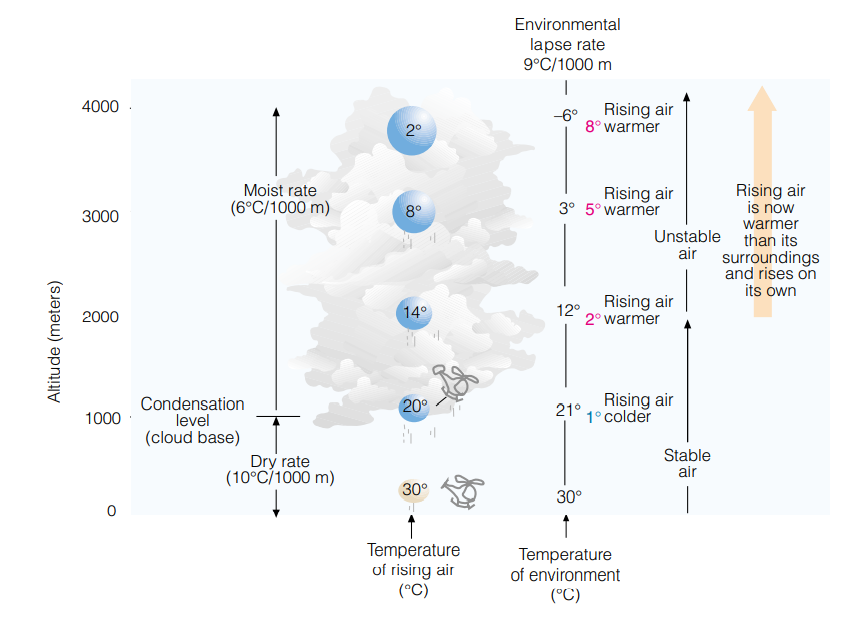 Environmental
lapse rate
9°C/1000 m
4000
2°
–6°
Rising air
8° warmer
Moist rate
(6°C/1000 m)
3000
8°
3°
Rising air
5° warmer
Unstable
air
Rising air
is now
warmer
than its
surroundings
and rises on
its own
2000
14°
12°
Rising air
2° warmer
Altitude (meters)
1000
Condensation
level
(cloud base)
20°
21°
Rising air
1° colder
Dry rate
(10°C/1000 m)
Stable
air
0
30°
30°
Temperature
of rising air
(°C)
Temperature
of environment
(°C)